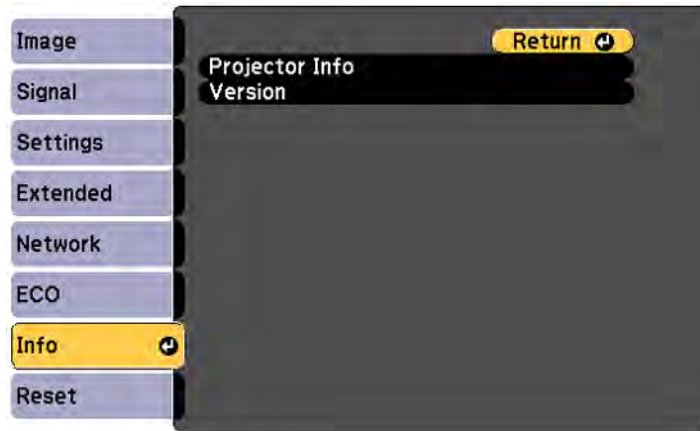 Image
Signal
Settings
Extended
Network
ECO
Info
Reset
Return
Projector Info
Version